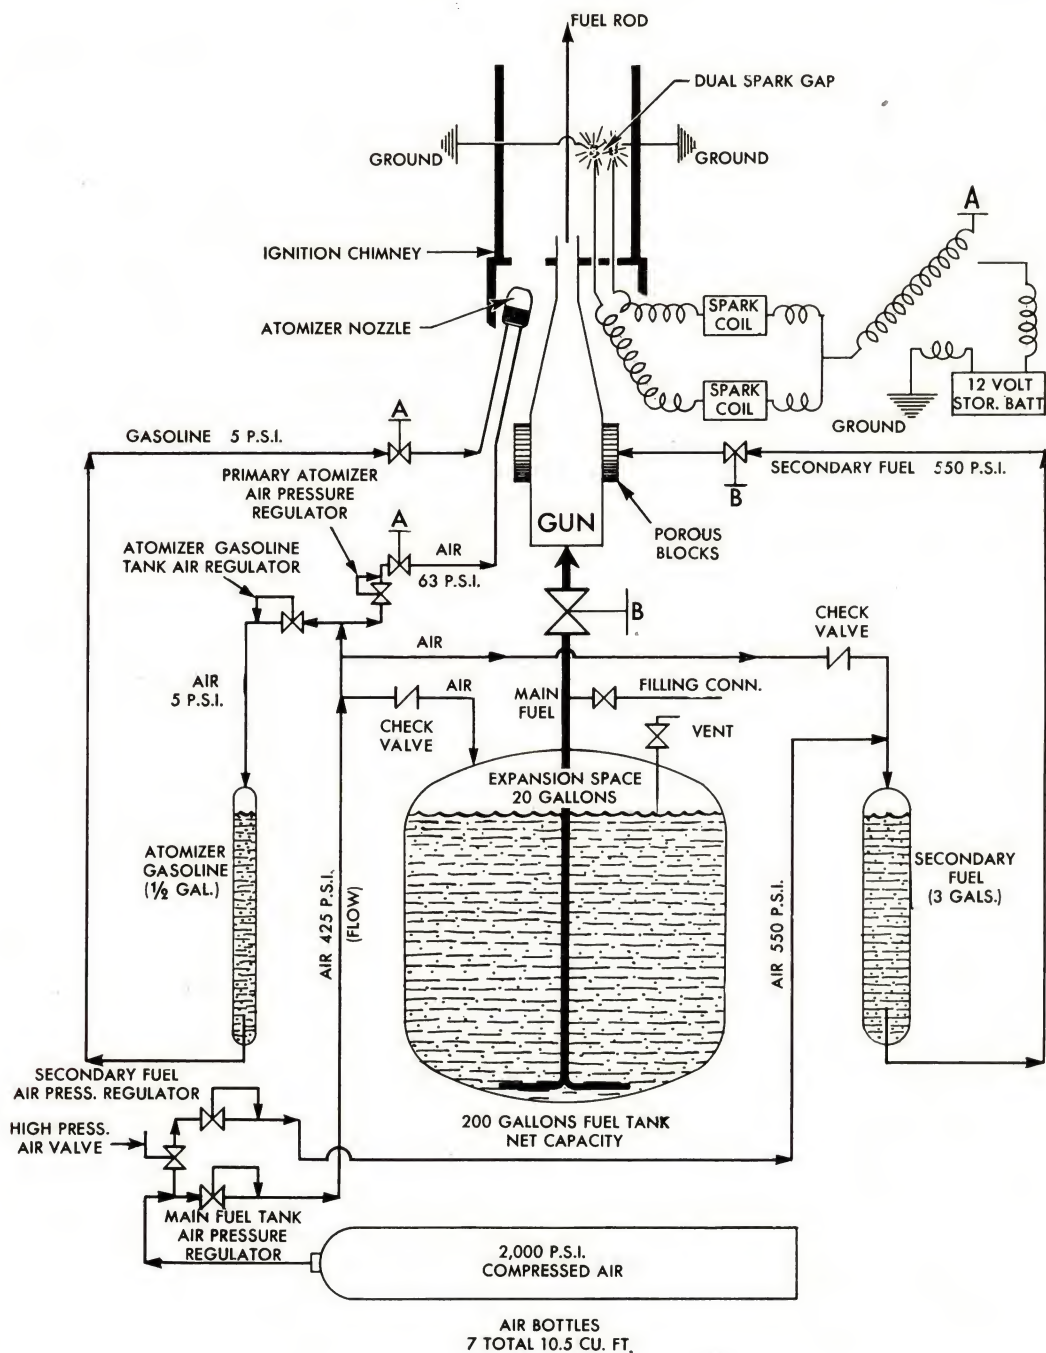 FUEL ROD
DUAL SPARK GAP
GROUND
GROUND
A
IGNITION CHIMNEY
ATOMIZER NOZZLE
SPARK
COIL
SPARK
COIL
12 VOLT
STOR. BATT
GROUND
A
GASOLINE 5 P.S.I.
SECONDARY FUEL 550 P.S.I.
B
PRIMARY ATOMIZER
AIR PRESSURE
REGULATOR
A
GUN
POROUS
BLOCKS
ATOMIZER GASOLINE
TANK AIR REGULATOR
AIR
63 P.S.I.
B
CHECK
VALVE
AIR
AIR
5 P.S.I.
AIR
CHECK
VALVE
MAIN
FUEL
FILLING CONN.
VENT
EXPANSION SPACE
20 GALLONS
ATOMIZER
GASOLINE
(½ GAL.)
AIR 425 P.S.I.
(FLOW)
AIR 550 P.S.I.
SECONDARY
FUEL
(3 GALS.)
SECONDARY FUEL
AIR PRESS. REGULATOR
HIGH PRESS.
AIR VALVE
200 GALLONS FUEL TANK
NET CAPACITY
MAIN FUEL TANK
AIR PRESSURE
REGULATOR
2,000 P.S.I.
COMPRESSED AIR
AIR BOTTLES
7 TOTAL 10.5 CU. FT.